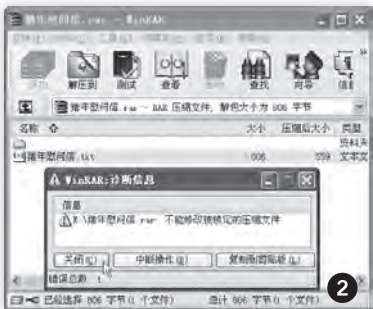 猪年慰问信.rar - WinRAR
解压到 测试 查看 查找 向导 信息
猪年慰问信.rar - RAR 压缩文件, 解包大小为 806 字节
名称 大小 压缩后大小 类型
资料夹
猪年慰问信.txt 806 559 文本文
WinRAR:诊断信息
信息
E:\猪年慰问信.rar 不能修改被锁定的压缩文件
关闭(C) 中断操作(B) 复制到剪贴板(L)
错误总数 1
已经选择 806 字节(1 个文件) 总计 806 字节(1 个文件)
2